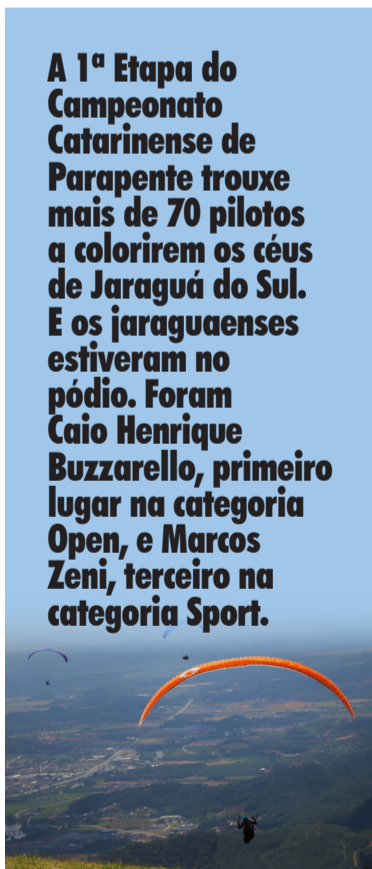 A 1ª Etapa do
Campeonato
Catarinense de
Parapente trouxe
mais de 70 pilotos
a colorirem os céus
de Jaraguá do Sul.
E os jaraguaenses
estiveram no
pódio. Foram
Caio Henrique
Buzzarello, primeiro
lugar na categoria
Open, e Marcos
Zeni, terceiro na
categoria Sport.